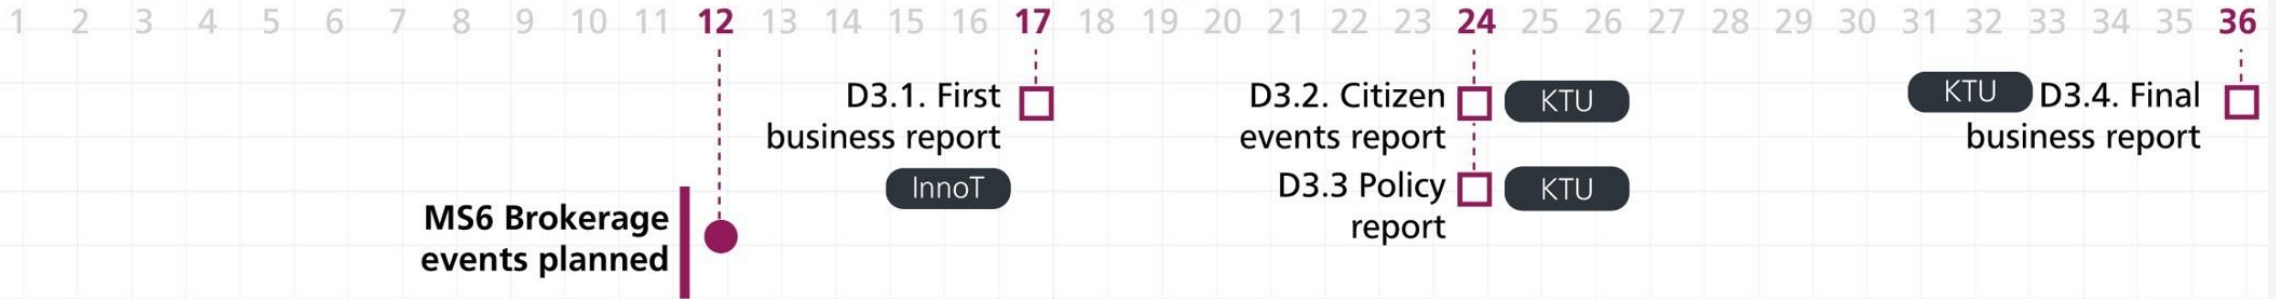 1 2 3 4 5 6 7 8 9 10 11 12 13 14 15 16 17 18 19 20 21 22 23 24 25 26 27 28 29 30 31 32 33 34 35 36
D3.1. First
business report
InnoT
D3.2. Citizen
events report
KTU
D3.3 Policy
report
KTU
KTU
D3.4. Final
business report
MS6 Brokerage
events planned